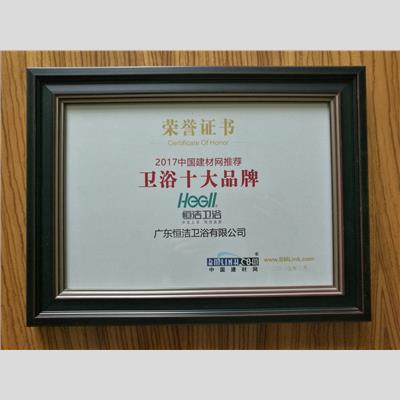 荣誉证书
Certificate Of Honor
2017中国建材网推荐
卫浴十大品牌
HeGII
恒洁卫浴
广东恒洁卫浴有限公司
®
BMLINK.COM
中国建材网
www.BMLink.com